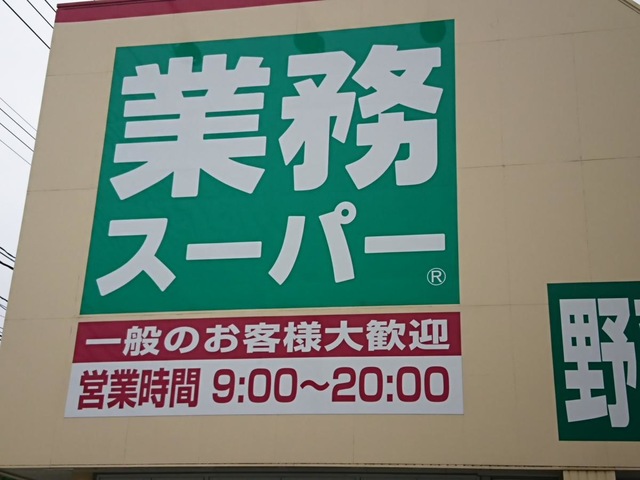 業務
スーパー®
一般のお客様大歓迎
営業時間 9:00～20:00
野